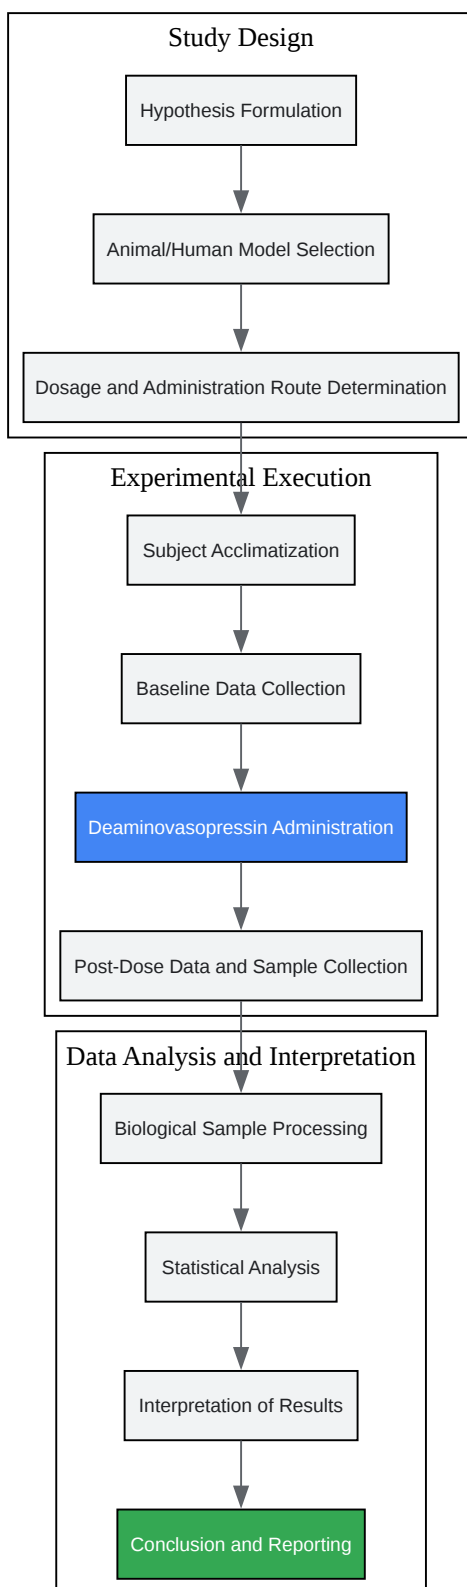 Study Design
Hypothesis Formulation
Animal/Human Model Selection
Dosage and Administration Route Determination
Experimental Execution
Subject Acclimatization
Baseline Data Collection
Deaminovasopressin Administration
Post-Dose Data and Sample Collection
Data Analysis and Interpretation
Biological Sample Processing
Statistical Analysis
Interpretation of Results
Conclusion and Reporting